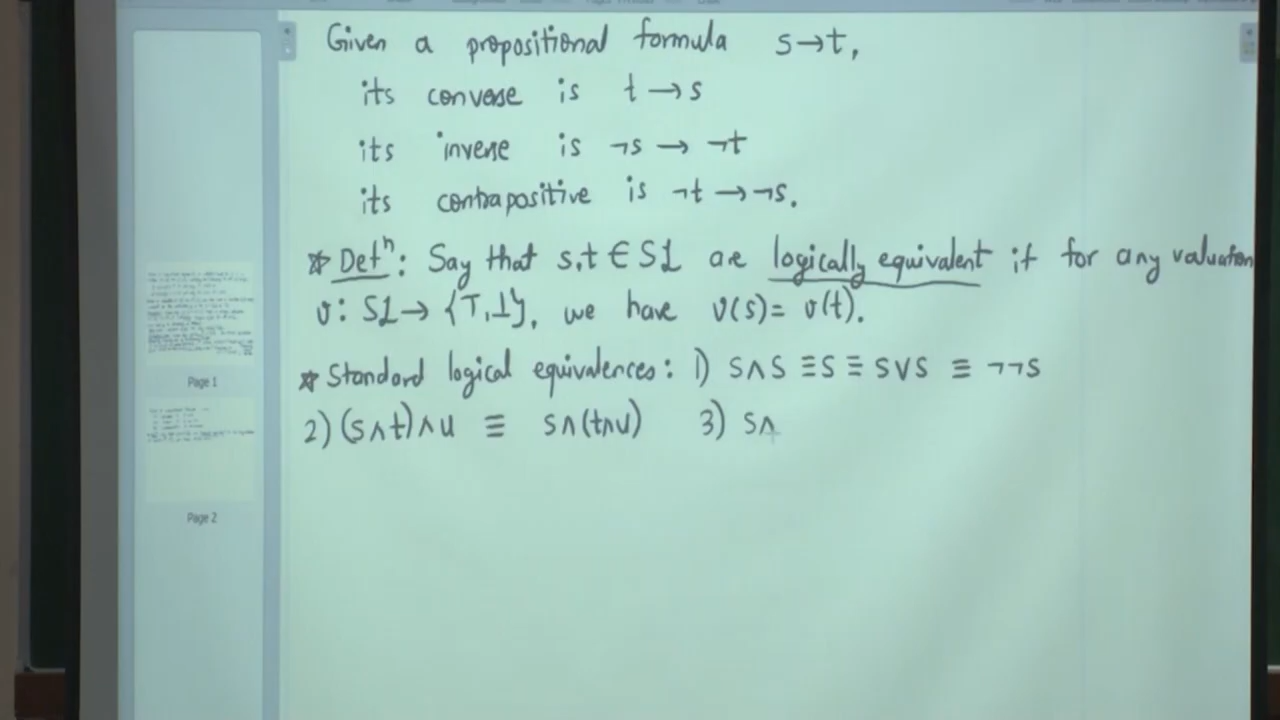 Given a propositional formula s→t,
its converse is t→s
its inverse is ¬s → ¬t
its contrapositive is ¬t →¬s.
* Defⁿ: Say that s,t ∈ SL are logically equivalent if for any valuation
v: SL → {T,⊥}, we have v(s) = v(t).
* Standard logical equivalences: 1) S∧S ≡ S ≡ S∨S ≡ ¬¬S
2) (s∧t)∧u ≡ s∧(t∧u) 3) S∧
Page 1
Page 2